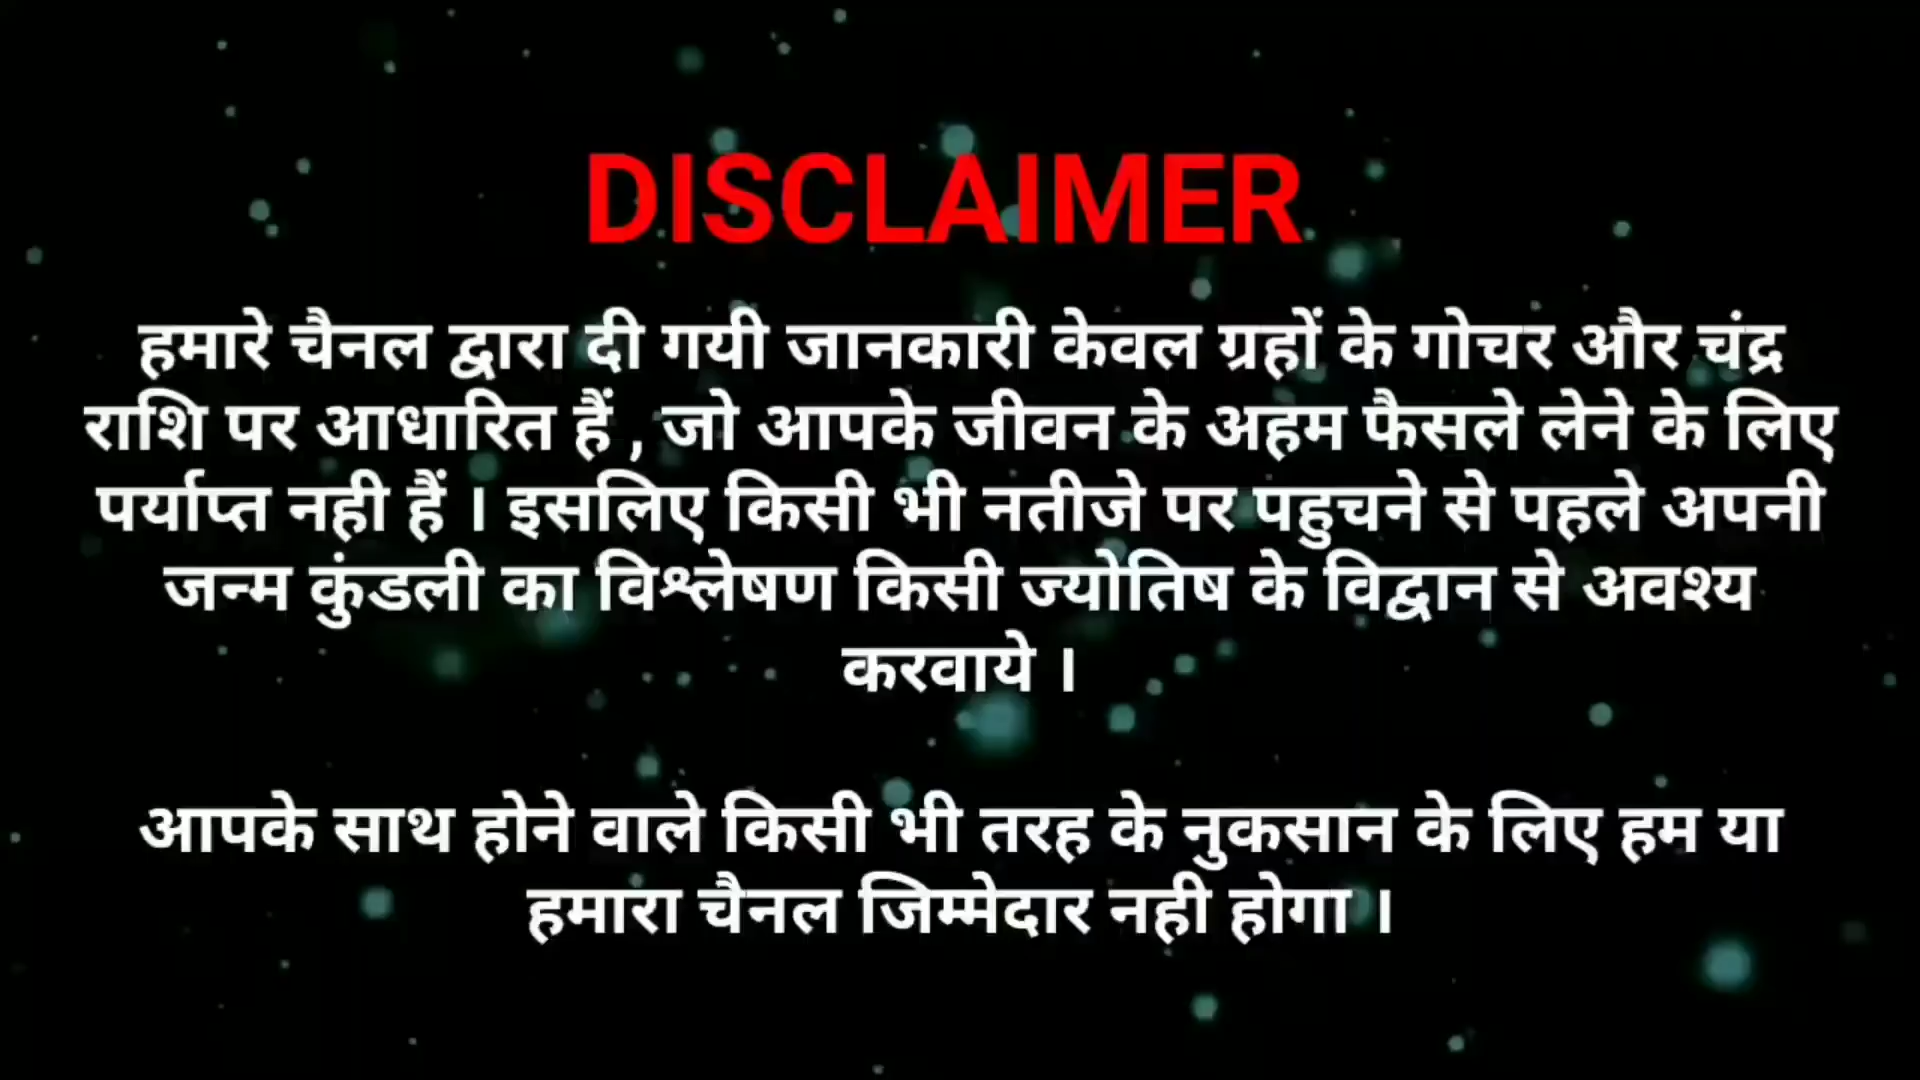 DISCLAIMER
हमारे चैनल द्वारा दी गयी जानकारी केवल ग्रहों के गोचर और चंद्र
राशि पर आधारित हैं , जो आपके जीवन के अहम फैसले लेने के लिए
पर्याप्त नही हैं । इसलिए किसी भी नतीजे पर पहुचने से पहले अपनी
जन्म कुंडली का विश्लेषण किसी ज्योतिष के विद्वान से अवश्य
करवाये ।
आपके साथ होने वाले किसी भी तरह के नुकसान के लिए हम या
हमारा चैनल जिम्मेदार नही होगा ।